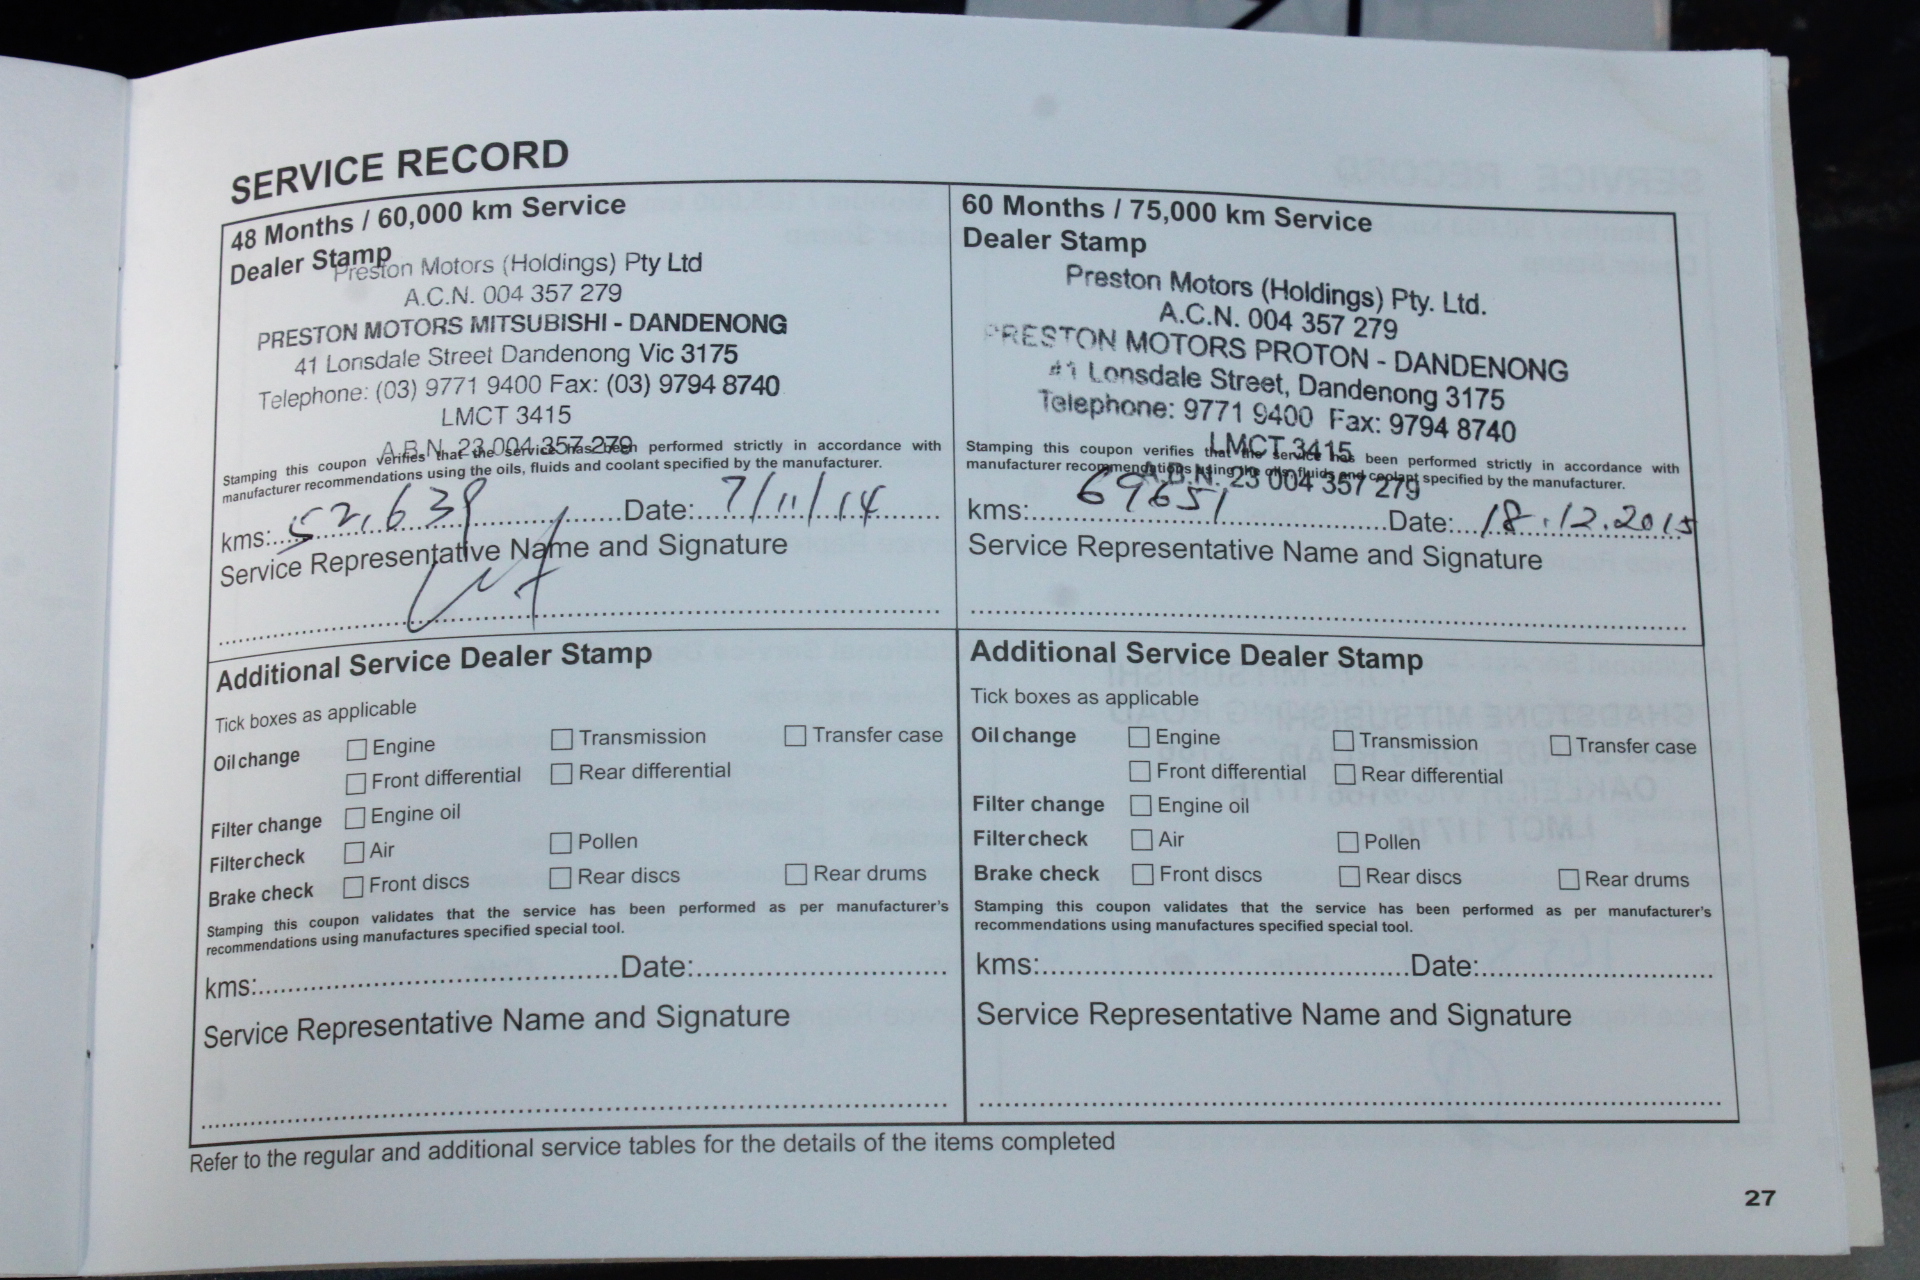 SERVICE RECORD
48 Months / 60,000 km Service
Dealer Stamp
Preston Motors (Holdings) Pty Ltd
A.C.N. 004 357 279
PRESTON MOTORS MITSUBISHI - DANDENONG
41 Lonsdale Street Dandenong Vic 3175
Telephone: (03) 9771 9400 Fax: (03) 9794 8740
LMCT 3415
A.B.N. 23 004 357 279
Stamping this coupon verifies that the service has been performed strictly in accordance with
manufacturer recommendations using the oils, fluids and coolant specified by the manufacturer.
kms: 52,638 Date: 7/11/14
Service Representative Name and Signature
60 Months / 75,000 km Service
Dealer Stamp
Preston Motors (Holdings) Pty. Ltd.
A.C.N. 004 357 279
PRESTON MOTORS PROTON - DANDENONG
41 Lonsdale Street, Dandenong 3175
Telephone: 9771 9400 Fax: 9794 8740
LMCT 3415
A.B.N. 23 004 357 279
Stamping this coupon verifies that the service has been performed strictly in accordance with
manufacturer recommendations using the oils, fluids and coolant specified by the manufacturer.
kms: 69651 Date: 18.12.2015
Service Representative Name and Signature
Additional Service Dealer Stamp
Tick boxes as applicable
Oil change Engine Transmission Transfer case
Front differential Rear differential
Filter change Engine oil
Filter check Air Pollen
Brake check Front discs Rear discs Rear drums
Stamping this coupon validates that the service has been performed as per manufacturer's
recommendations using manufactures specified special tool.
kms: Date:
Service Representative Name and Signature
Additional Service Dealer Stamp
Tick boxes as applicable
Oil change Engine Transmission Transfer case
Front differential Rear differential
Filter change Engine oil
Filter check Air Pollen
Brake check Front discs Rear discs Rear drums
Stamping this coupon validates that the service has been performed as per manufacturer's
recommendations using manufactures specified special tool.
kms: Date:
Service Representative Name and Signature
Refer to the regular and additional service tables for the details of the items completed
27